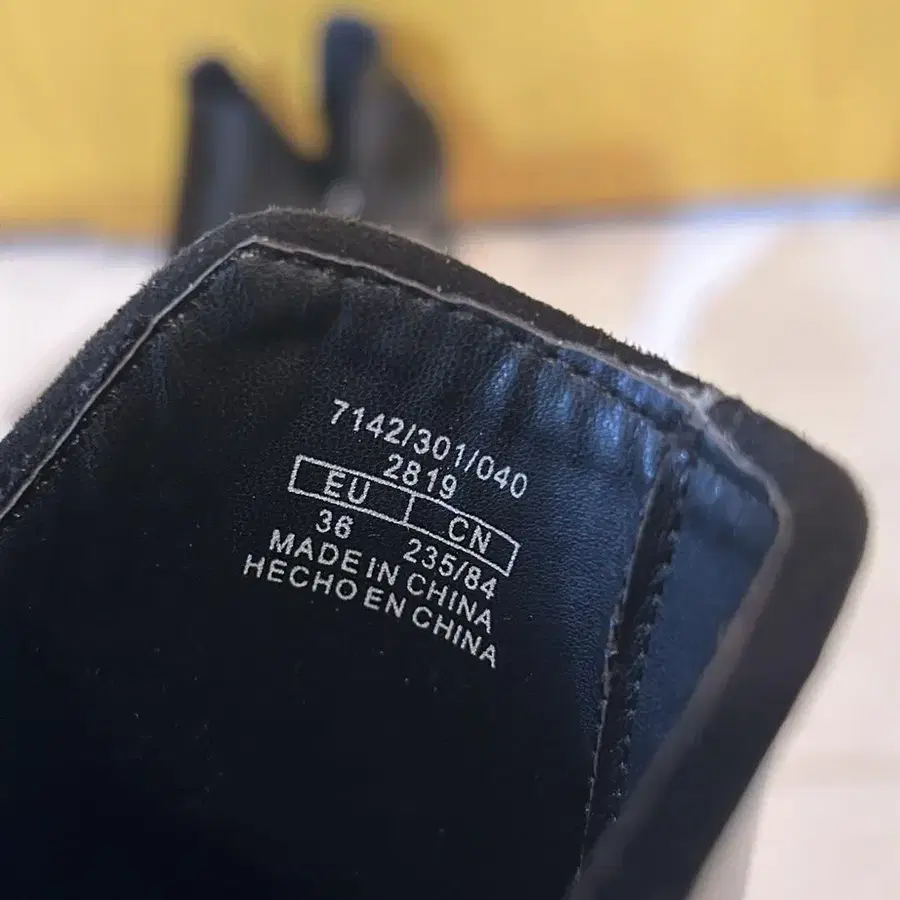 7142/301/040
2819
EU CN
36 235/84
MADE IN CHINA
HECHO EN CHINA